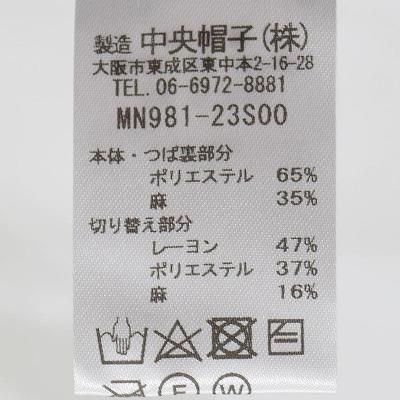 製造 中央帽子(株)
大阪市東成区東中本2-16-28
TEL. 06-6972-8881
MN981-23S00
本体・つば裏部分
ポリエステル 65%
麻 35%
切り替え部分
レーヨン 47%
ポリエステル 37%
麻 16%
F W